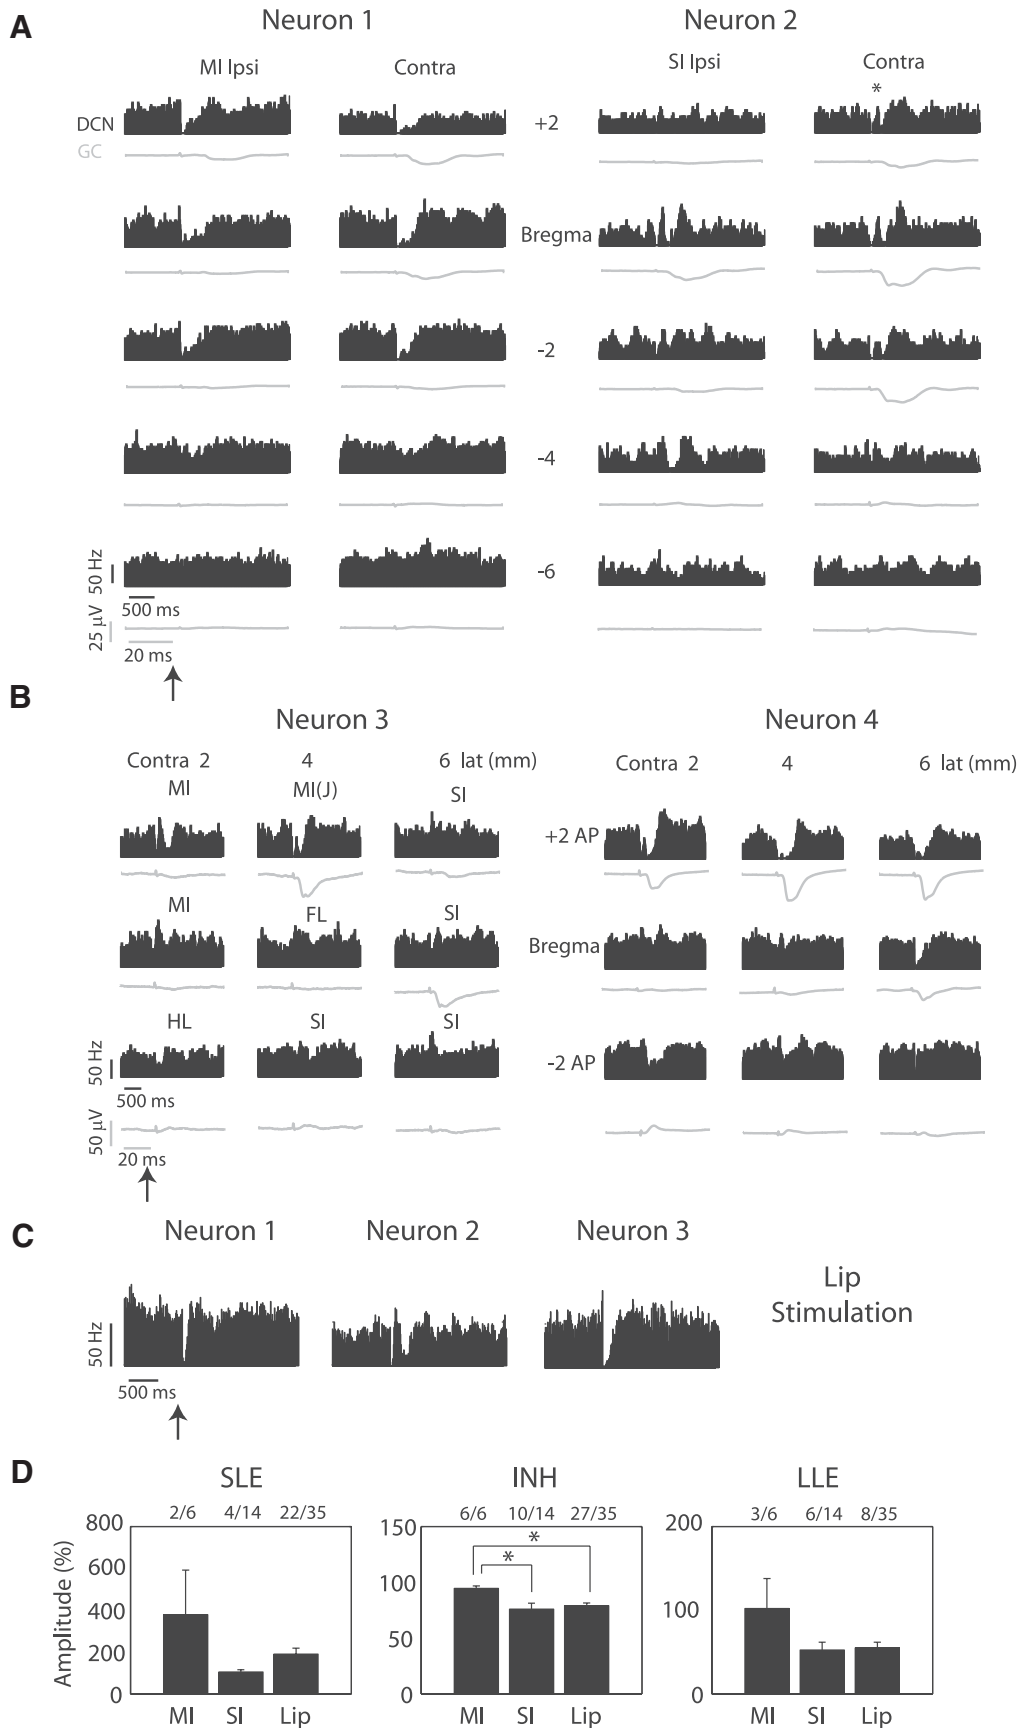 A
Neuron 1
Neuron 2
MI Ipsi
Contra
SI Ipsi
Contra
*
DCN
GC
+2
Bregma
-2
-4
-6
50 Hz
500 ms
25 µV
20 ms
B
Neuron 3
Neuron 4
Contra 2
4
6 lat (mm)
Contra 2
4
6 lat (mm)
MI
MI(J)
SI
+2 AP
MI
FL
SI
Bregma
HL
SI
SI
-2 AP
50 Hz
500 ms
50 µV
20 ms
C
Neuron 1
Neuron 2
Neuron 3
Lip
Stimulation
50 Hz
500 ms
D
SLE
INH
LLE
2/6 4/14 22/35
6/6 10/14 27/35
3/6 6/14 8/35
Amplitude (%)
800
600
400
200
0
150
100
50
0
200
100
0
*
*
MI SI Lip
MI SI Lip
MI SI Lip